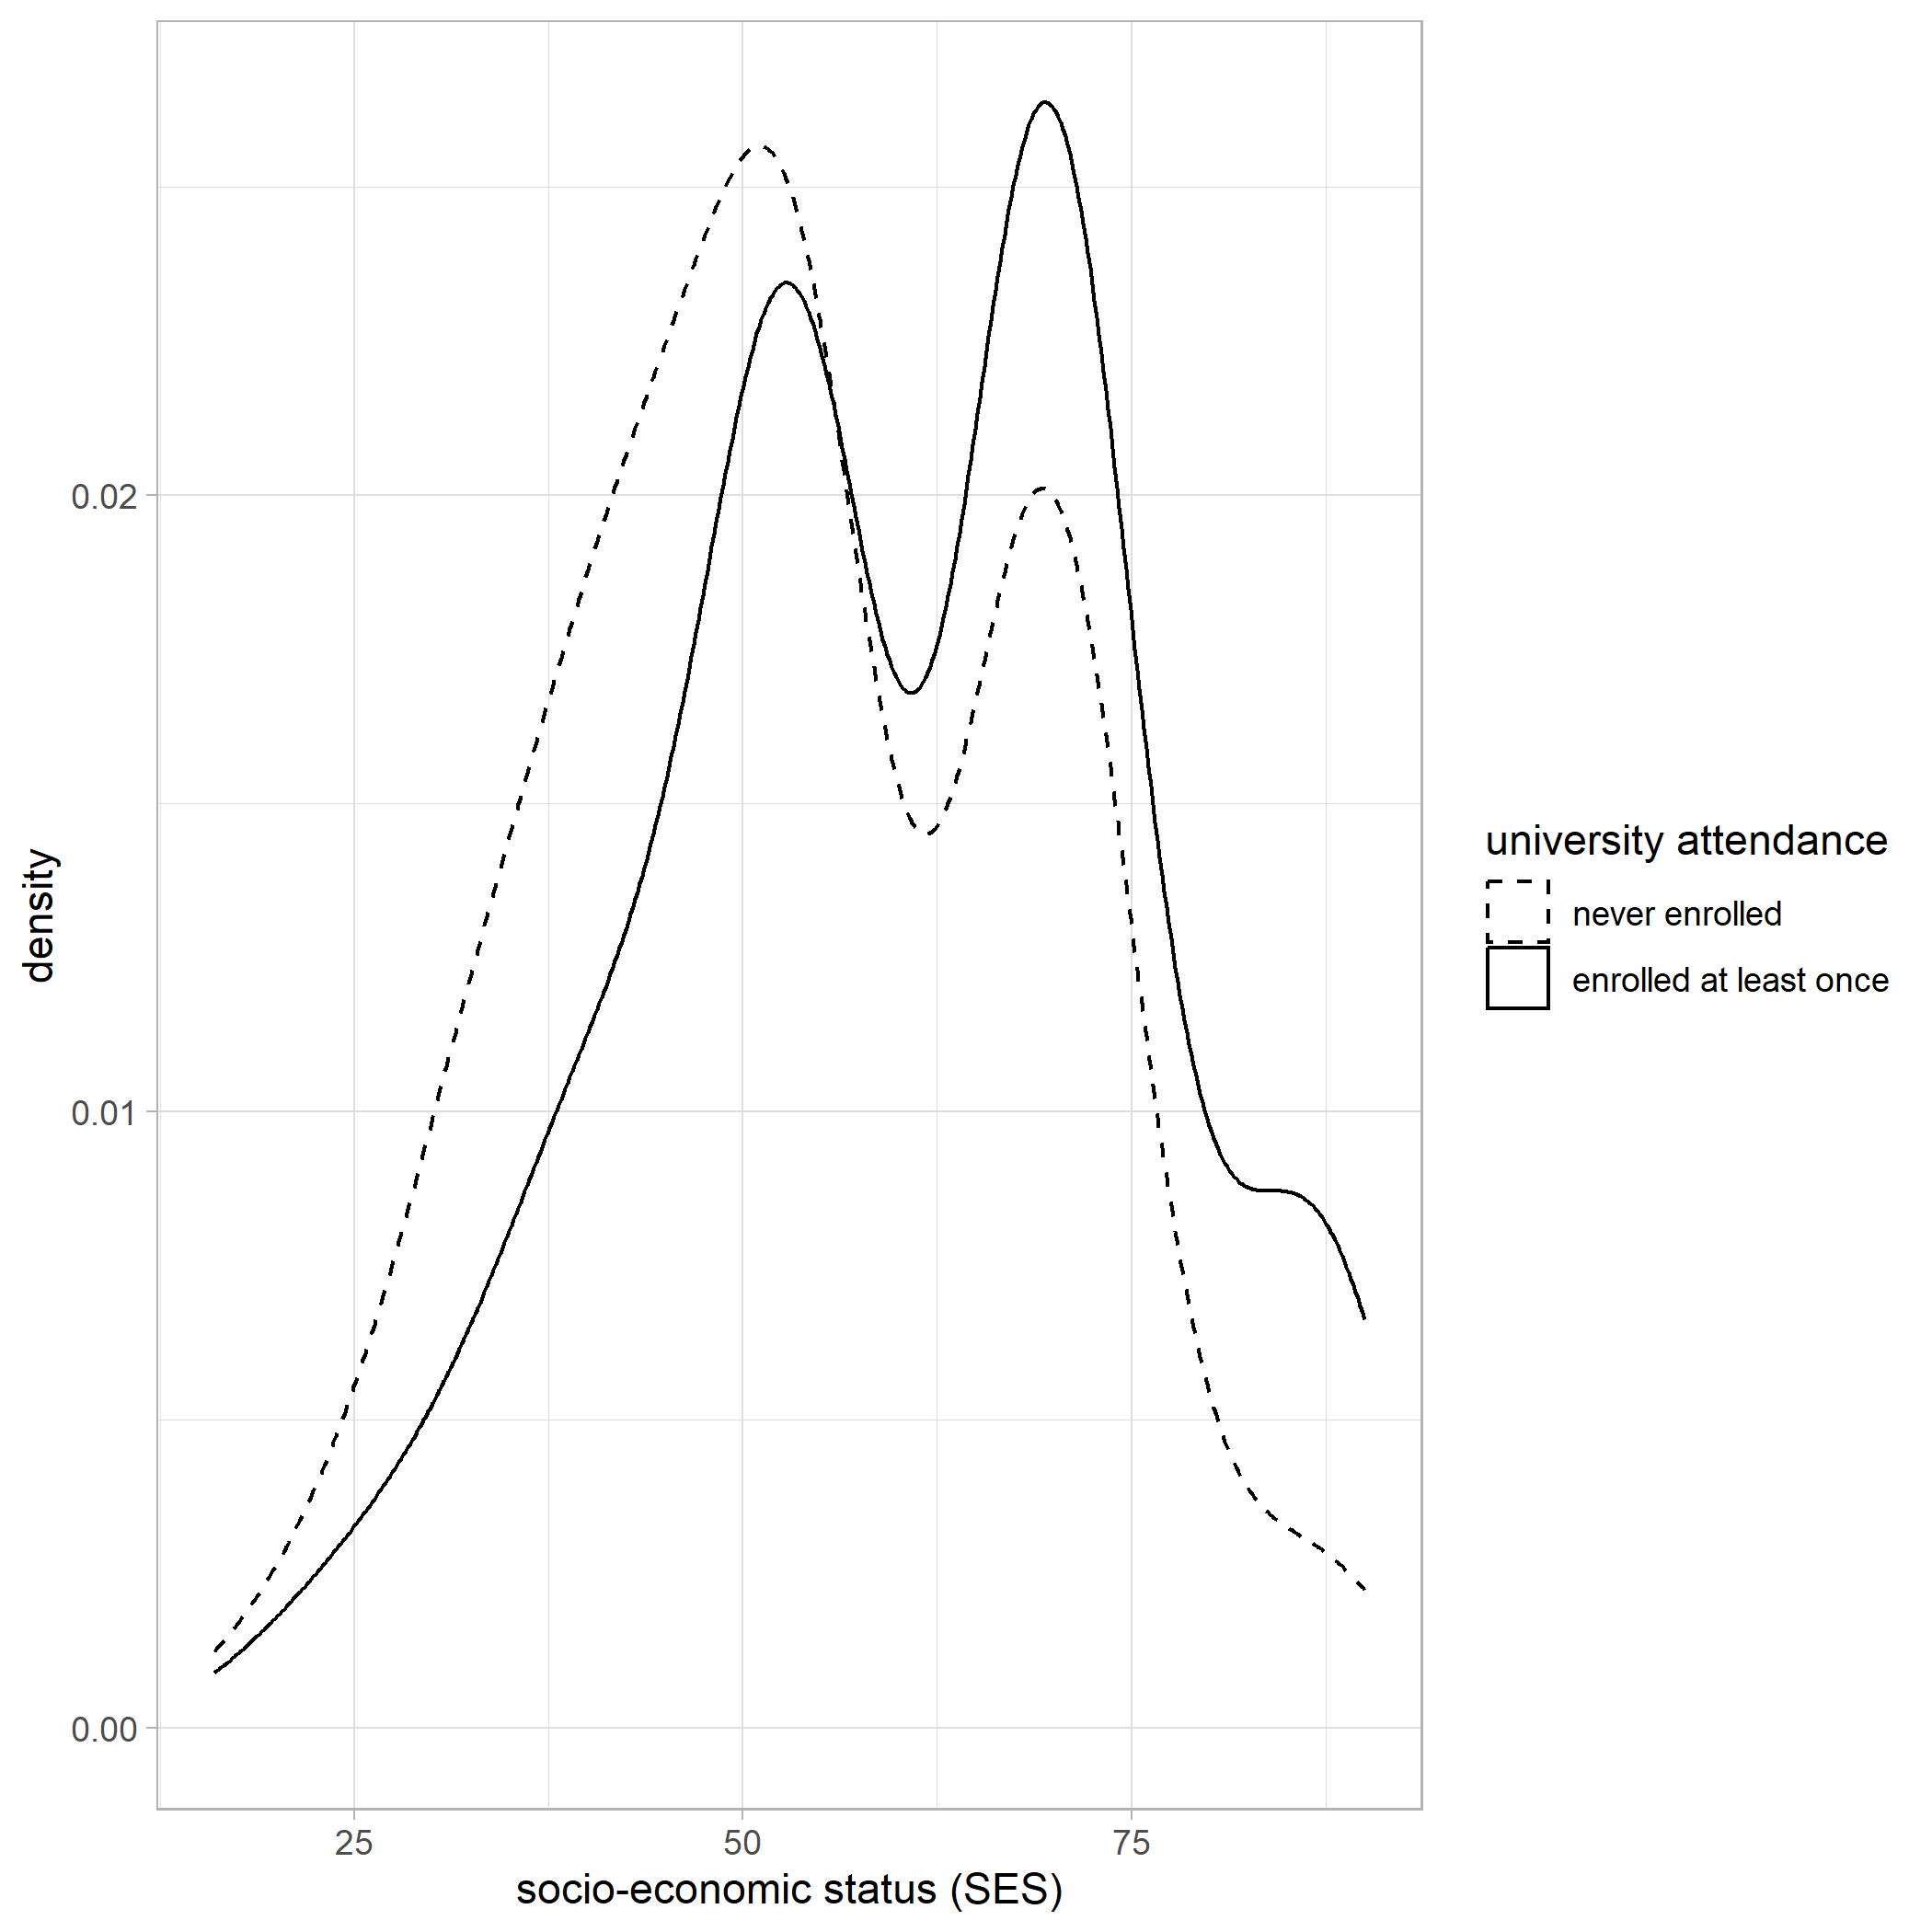 density
0.02
0.01
0.00
25 50 75
socio-economic status (SES)
university attendance
never enrolled
enrolled at least once